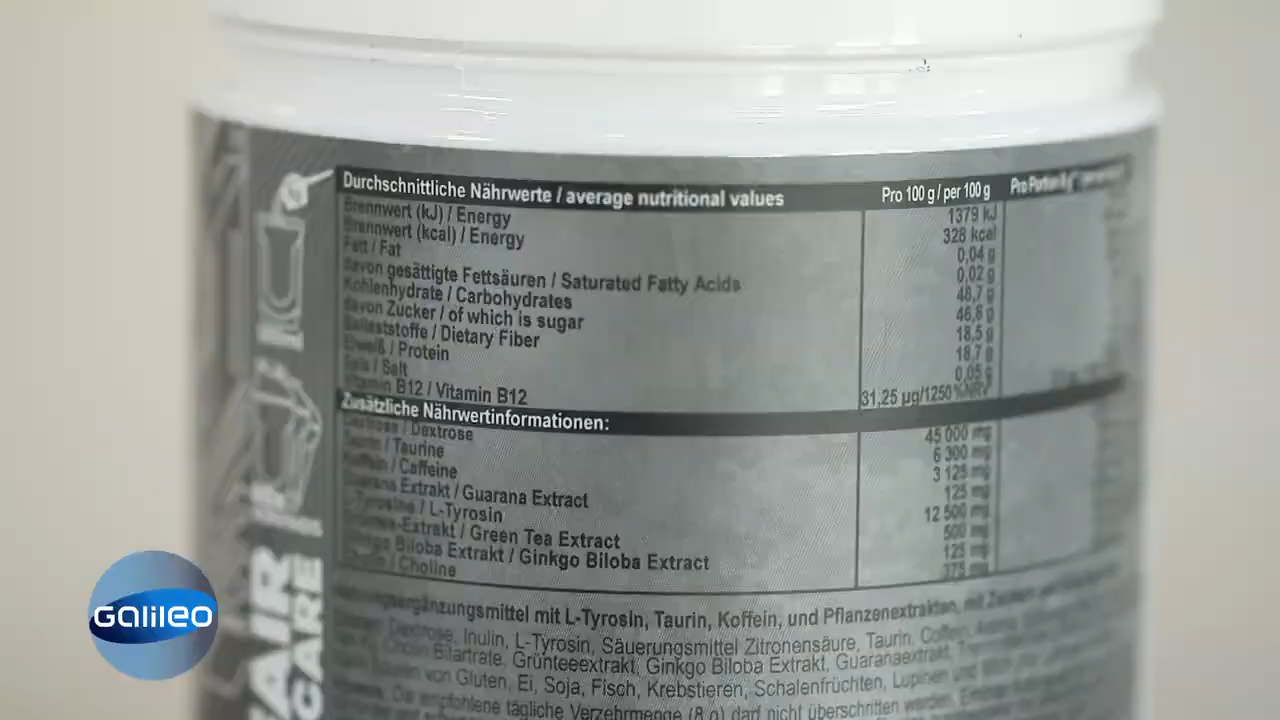 Durchschnittliche Nährwerte / average nutritional values Pro 100 g / per 100 g Pro Portion
Brennwert (kJ) / Energy 1379 kJ
Brennwert (kcal) / Energy 328 kcal
Fett / Fat 0,04 g
davon gesättigte Fettsäuren / Saturated Fatty Acids 0,02 g
Kohlenhydrate / Carbohydrates 48,7 g
davon Zucker / of which is sugar 46,8 g
Ballaststoffe / Dietary Fiber 18,5 g
Eiweiß / Protein 18,7 g
Salz / Salt 0,05 g
Vitamin B12 / Vitamin B12 31,25 µg/1250 %NRV
Zusätzliche Nährwertinformationen:
Dextrose / Dextrose 45 000 mg
Taurin / Taurine 6 300 mg
Koffein / Caffeine 3 125 mg
Guarana Extrakt / Guarana Extract 125 mg
L-Tyrosine / L-Tyrosin 12 500 mg
Grüntee-Extrakt / Green Tea Extract 500 mg
Ginkgo Biloba Extrakt / Ginkgo Biloba Extract 125 mg
/ Choline 375 mg
mit L-Tyrosin, Taurin, Koffein, und Pflanzenextrakten, mit
Dextrose, Inulin, L-Tyrosin, Säuerungsmittel Zitronensäure, Taurin,
Bitartrate, Grünteeextrakt, Ginkgo Biloba Extrakt, Guaranaextrakt,
von Gluten, Ei, Soja, Fisch, Krebstieren, Schalenfrüchten, Lupinen und
Die empfohlene tägliche Verzehrmenge (8 g) darf nicht überschritten werden.
AIR
CARE
Galileo